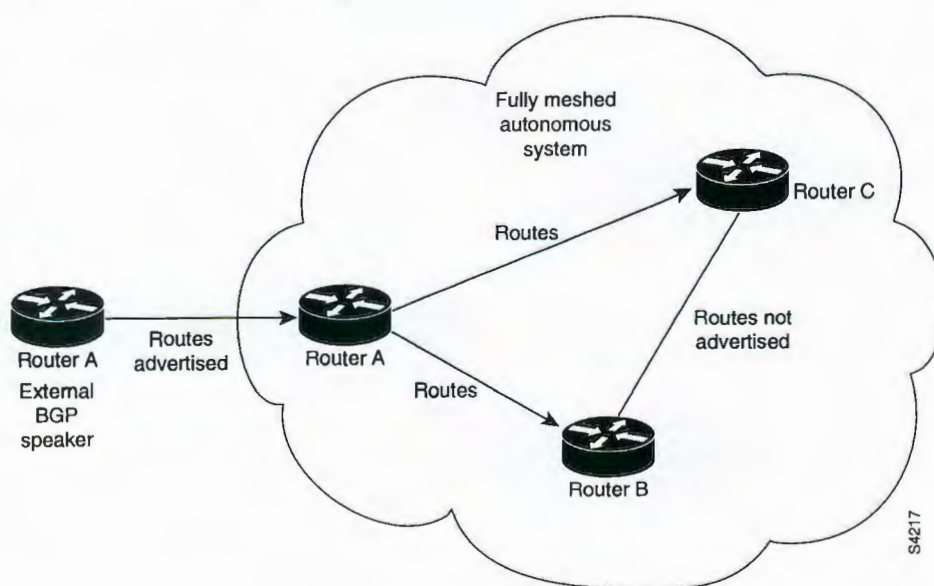 Fully meshed
autonomous
system
Router C
Routes
Routes not
advertised
Routes
advertised
Router A
Router A
External
BGP
speaker
Routes
Router B
S4217